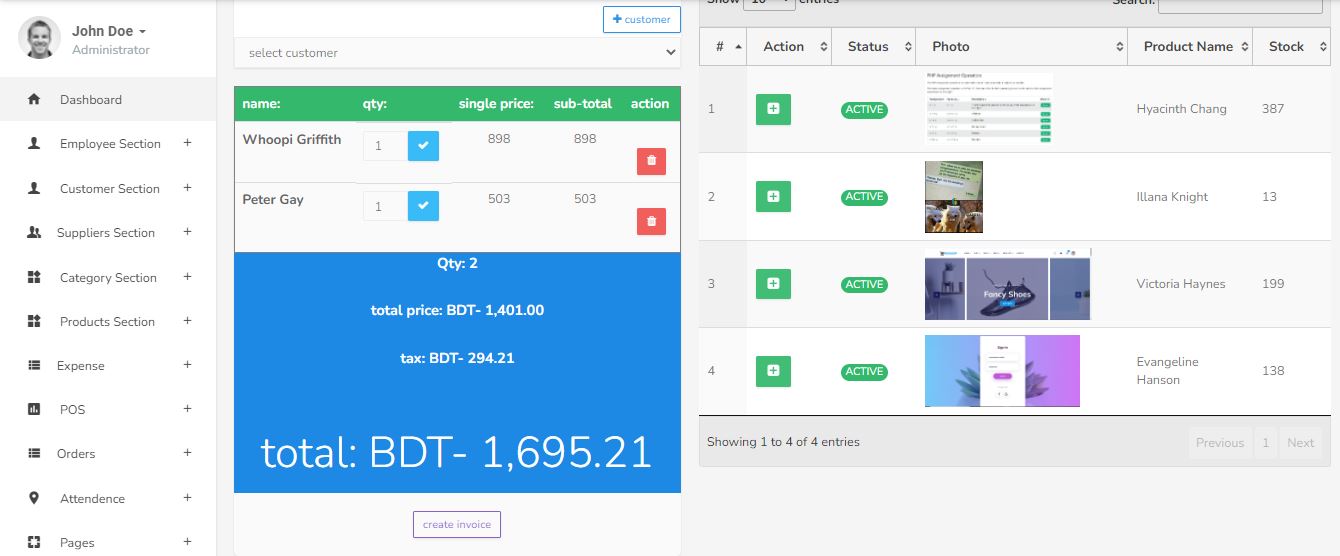 John Doe
Administrator
Dashboard
Employee Section +
Customer Section +
Suppliers Section +
Category Section +
Products Section +
Expense +
POS +
Orders +
Attendence +
Pages +
+ customer
select customer
name: qty: single price: sub-total action
Whoopi Griffith 1 898 898
Peter Gay 1 503 503
Qty: 2
total price: BDT- 1,401.00
tax: BDT- 294.21
total: BDT- 1,695.21
create invoice
Show 10 entries Search:
# Action Status Photo Product Name Stock
PHP Assignment Operators
1 ACTIVE Hyacinth Chang 387
2 ACTIVE Illana Knight 13
3 ACTIVE Victoria Haynes 199
Fancy Shoes
4 ACTIVE Evangeline
Hanson 138
Sign In
Showing 1 to 4 of 4 entries
Previous 1 Next